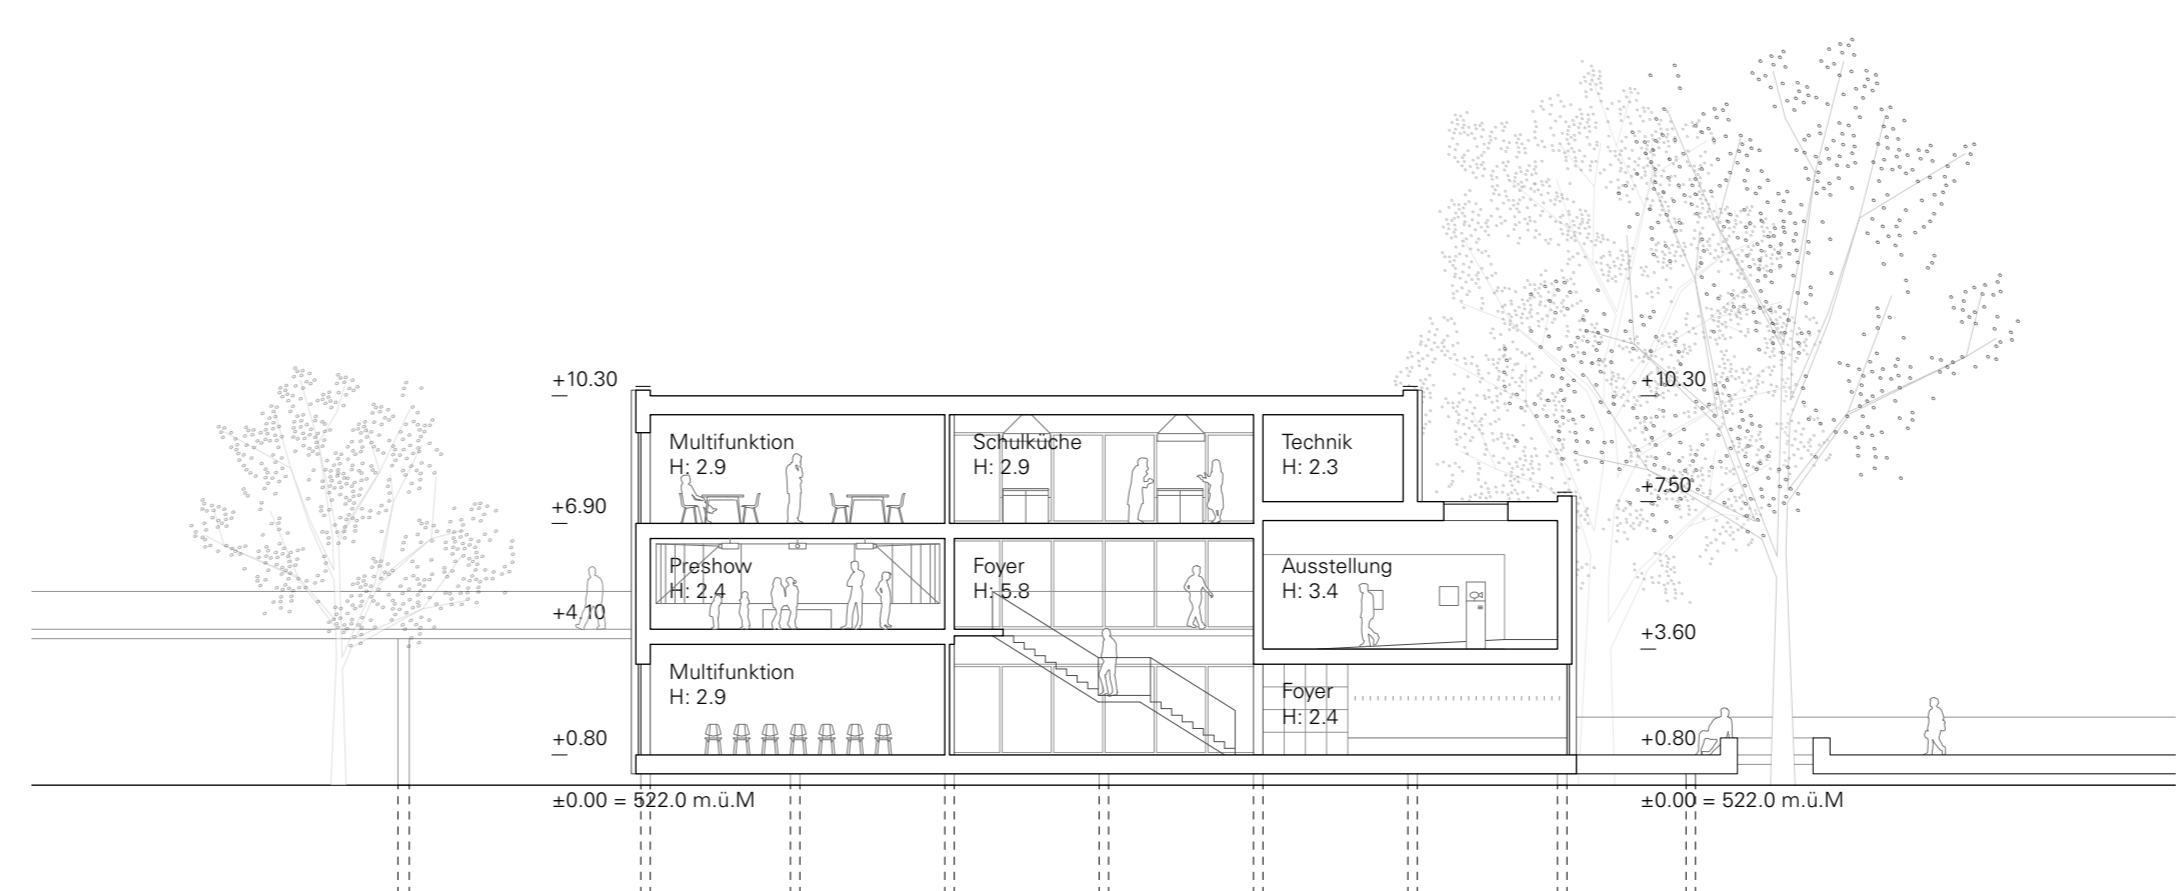 +10.30
+10.30
Multifunktion
H: 2.9
Schulküche
H: 2.9
Technik
H: 2.3
+7.50
+6.90
Preshow
H: 2.4
Foyer
H: 5.8
Ausstellung
H: 3.4
+4.10
+3.60
Multifunktion
H: 2.9
Foyer
H: 2.4
+0.80
+0.80
±0.00 = 522.0 m.ü.M
±0.00 = 522.0 m.ü.M